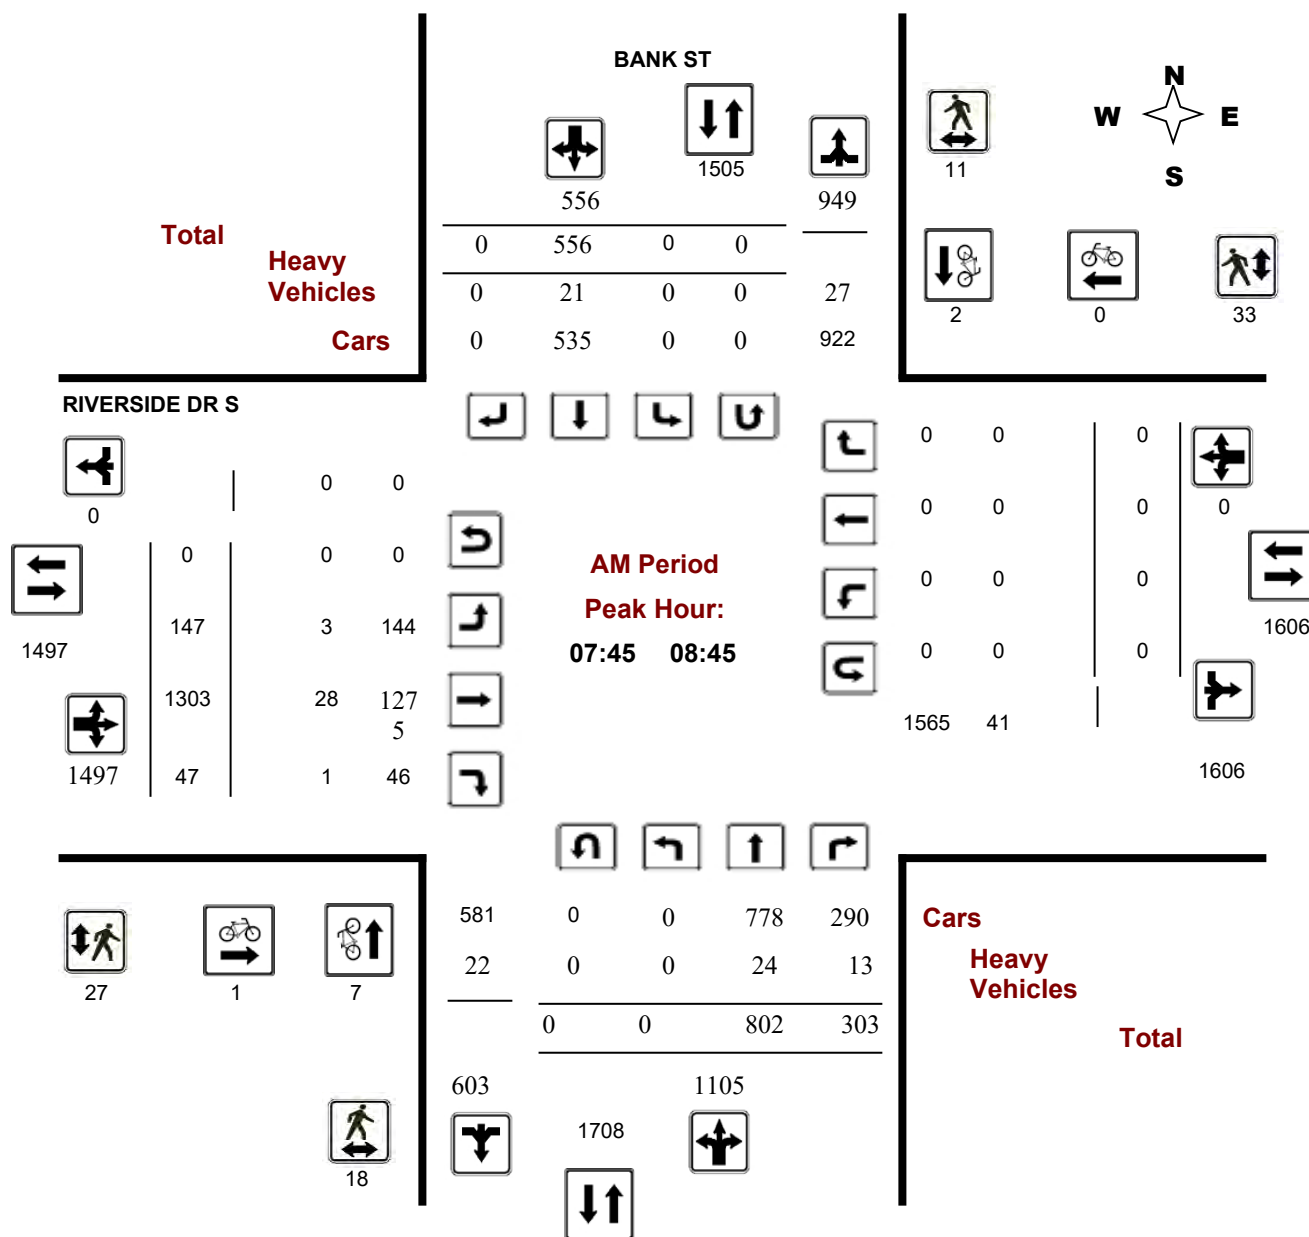 BANK ST
N
W E
S
1505
11
556 949
Total 0 556 0 0
Heavy
Vehicles 0 21 0 0 27
2 0 33
Cars 0 535 0 0 922
RIVERSIDE DR S
0 0 0
0 0
0
0 0 0 0
0 0 0
AM Period
0 0 0
Peak Hour:
147 3 144
1497
1606
07:45 08:45
0 0 0
1303 28 127
5
1565 41
1497 47 1 46
1606
581 0 0 778 290
Cars
22 0 0 24 13
Heavy
Vehicles
27 1 7
0 0 802 303
Total
603 1105
1708
18